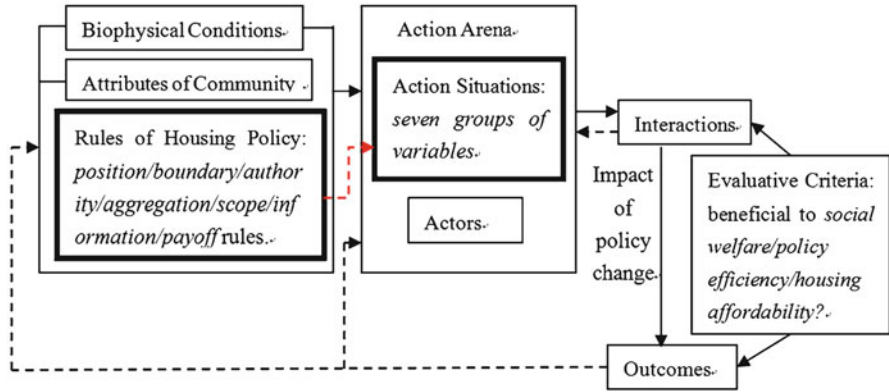 Biophysical Conditions
Attributes of Community
Rules of Housing Policy:
position/boundary/author
ity/aggregation/scope/inf
ormation/payoff rules.
Action Arena
Action Situations:
seven groups of
variables
Actors
Interactions
Impact
of
policy
change
Evaluative Criteria:
beneficial to social
welfare/policy
efficiency/housing
affordability?
Outcomes